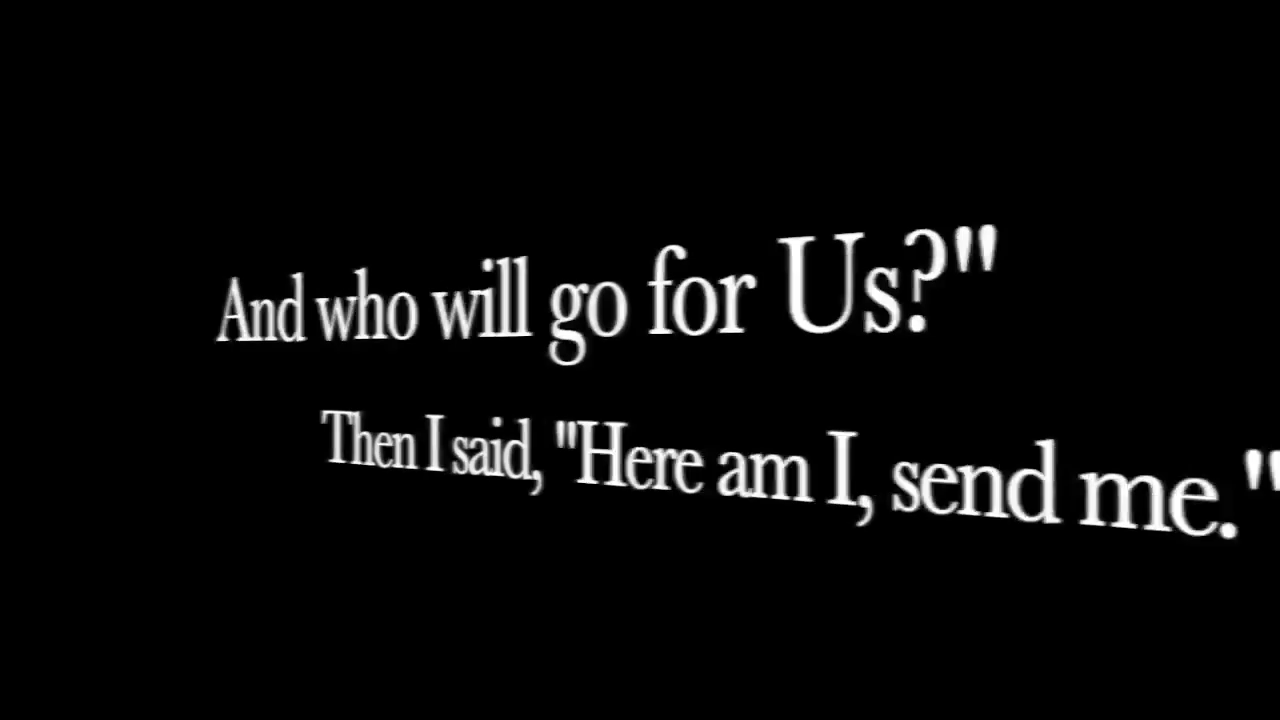 And who will go for Us?"
Then I said, "Here am I, send me."